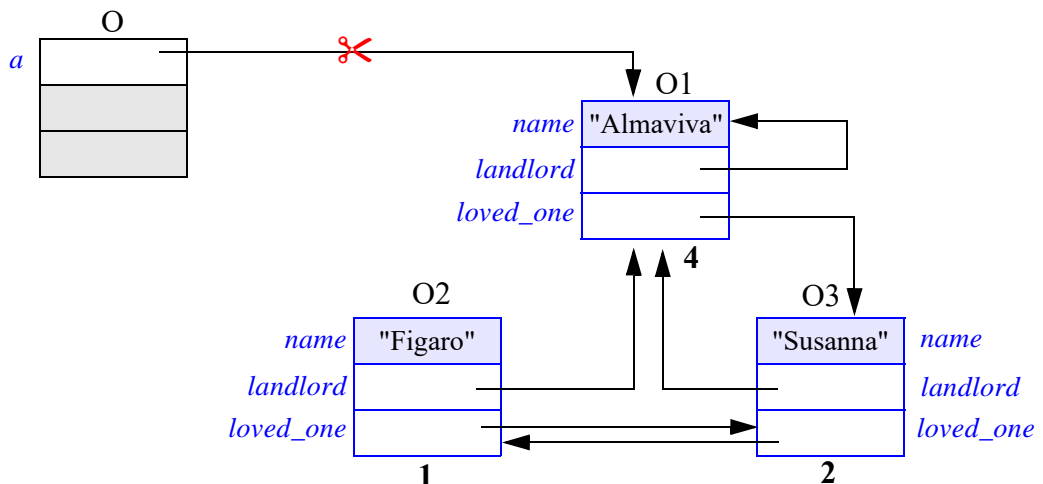 O
a
O1
name "Almaviva"
landlord
loved_one
4
O2
O3
name "Figaro" "Susanna" name
landlord landlord
loved_one loved_one
1 2